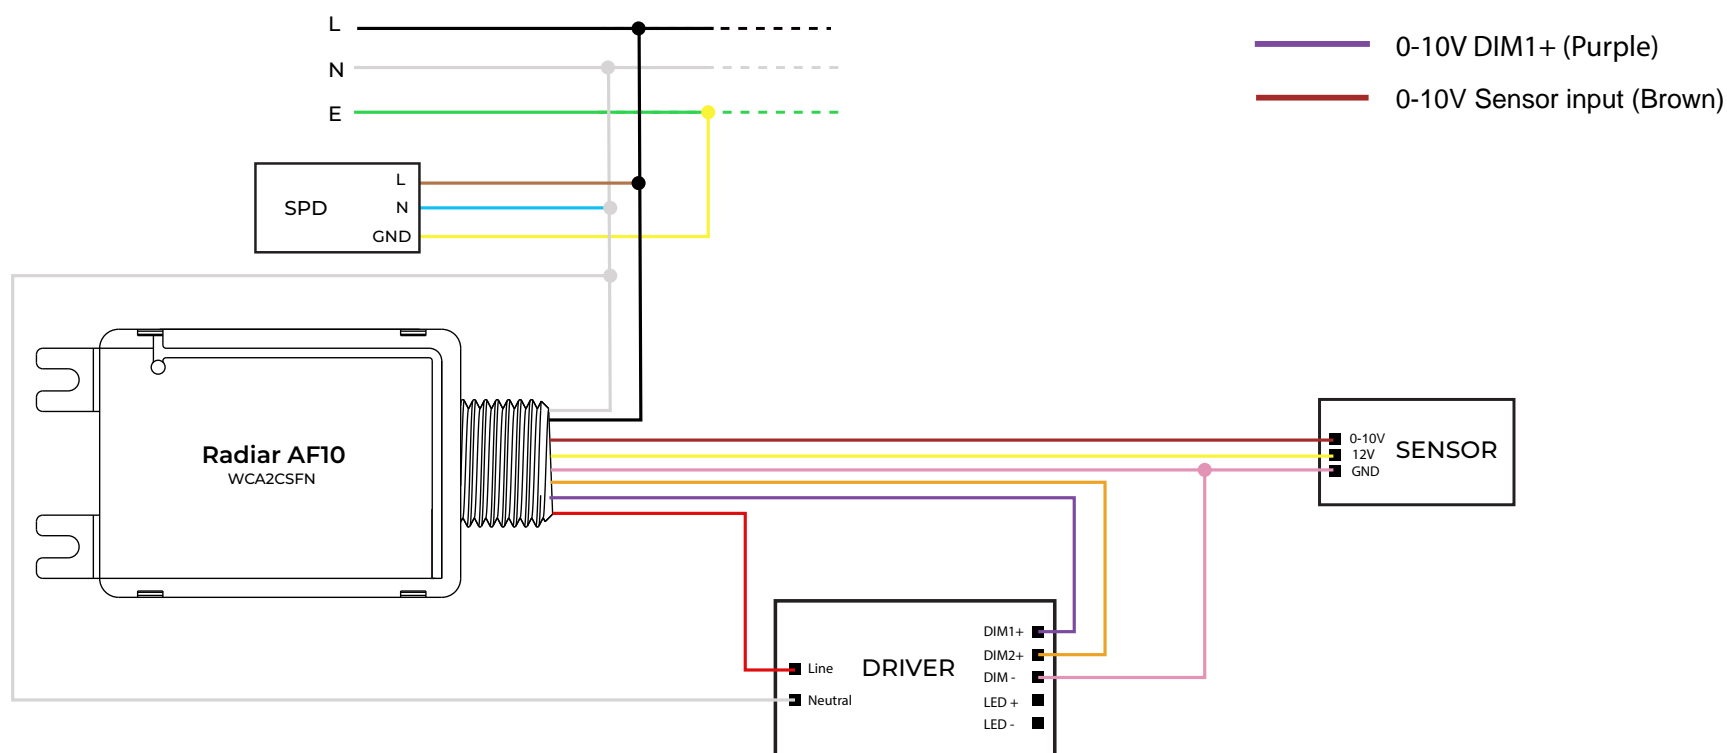 L
N
E
0-10V DIM1+ (Purple)
0-10V Sensor input (Brown)
SPD
L
N
GND
Radiar AF10
WCA2CSFN
0-10V
12V
GND
SENSOR
DRIVER
Line
Neutral
DIM1+
DIM2+
DIM -
LED +
LED -